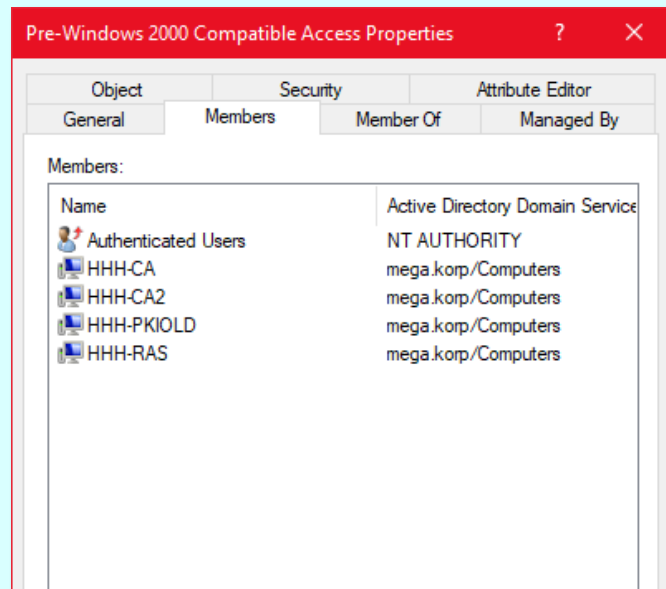 Pre-Windows 2000 Compatible Access Properties ? ×
Object Security Attribute Editor
General Members Member Of Managed By
Members:
Name Active Directory Domain Service
Authenticated Users NT AUTHORITY
HHH-CA mega.korp/Computers
HHH-CA2 mega.korp/Computers
HHH-PKIOLD mega.korp/Computers
HHH-RAS mega.korp/Computers